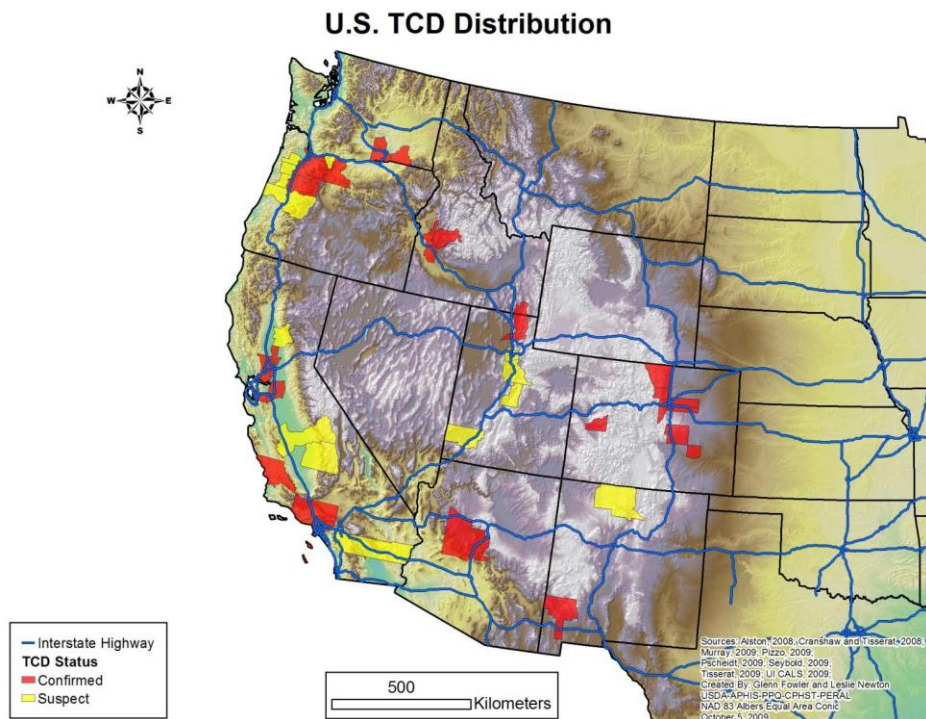 U.S. TCD Distribution
N
W E
S
Interstate Highway
TCD Status
Confirmed
Suspect
500
Kilometers
Sources: Alston, 2008; Cranshaw and Tisserat, 2008;
Murray, 2009; Pizzo, 2009;
Pscheidt, 2009; Seybold, 2009;
Tisserat, 2009; UI CALS, 2009;
Created By: Glenn Fowler and Leslie Newton
USDA-APHIS-PPQ-CPHST-PERAL
NAD 83 Albers Equal Area Conic
October 5, 2009